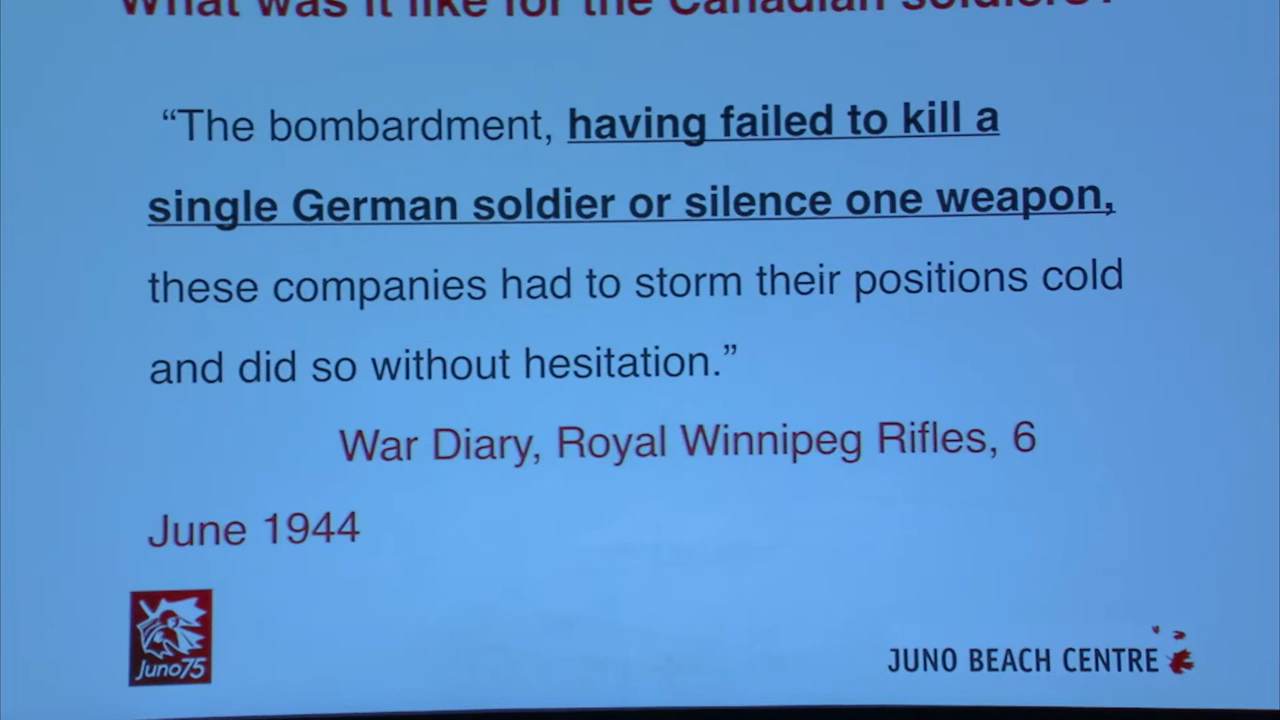 What was it like for the Canadian soldiers?
“The bombardment, having failed to kill a
single German soldier or silence one weapon,
these companies had to storm their positions cold
and did so without hesitation.”
War Diary, Royal Winnipeg Rifles, 6
June 1944
Juno75
JUNO BEACH CENTRE